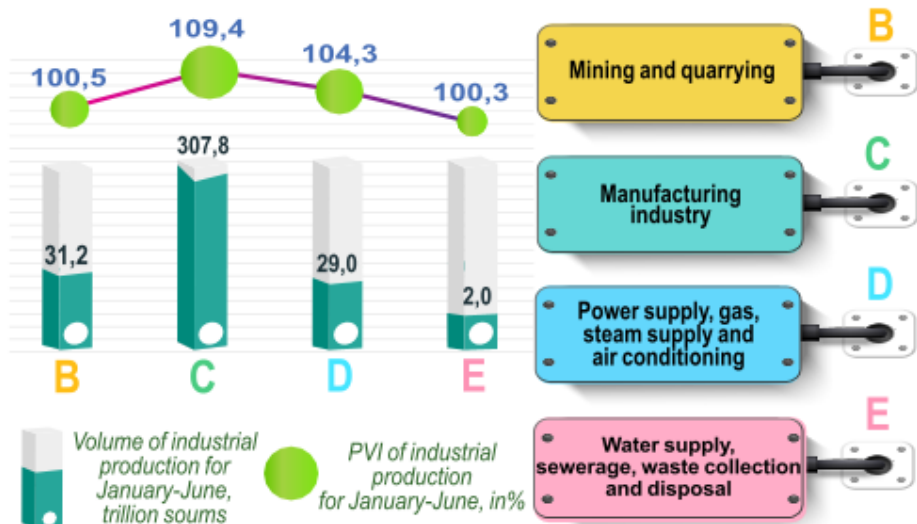 109,4
104,3
100,5
100,3
307,8
31,2
29,0
2,0
B
C
D
E
Volume of industrial
production for
January-June,
trillion soums
PVI of industrial
production
for January-June, in%
B
Mining and quarrying
C
Manufacturing
industry
D
Power supply, gas,
steam supply and
air conditioning
E
Water supply,
sewerage, waste collection
and disposal